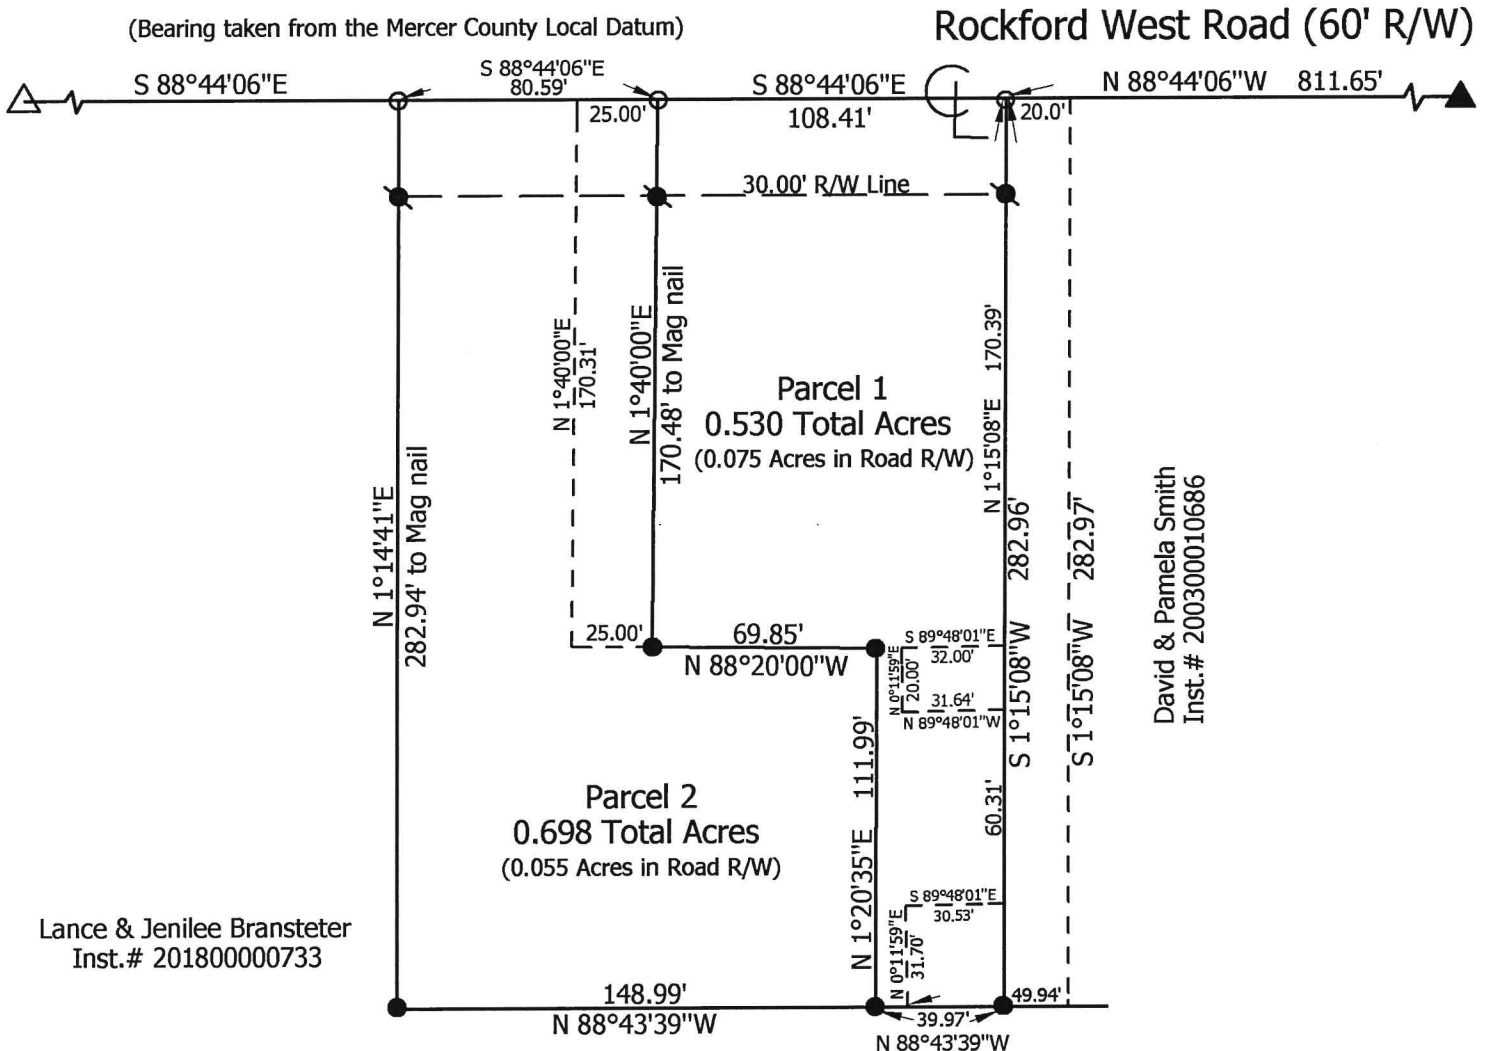 (Bearing taken from the Mercer County Local Datum)
Rockford West Road (60' R/W)
S 88°44'06"E
S 88°44'06"E
80.59'
25.00'
S 88°44'06"E
108.41'
CL
N 88°44'06"W 811.65'
20.0'
30.00' R/W Line
N 1°40'00"E
170.31'
N 1°40'00"E
170.48' to Mag nail
Parcel 1
0.530 Total Acres
(0.075 Acres in Road R/W)
N 1°15'08"E 170.39'
N 1°14'41"E
282.94' to Mag nail
S 1°15'08"W 282.96'
S 1°15'08"W 282.97'
David & Pamela Smith
Inst.# 200300010686
25.00'
69.85'
N 88°20'00"W
S 89°48'01"E
32.00'
N 0°11'59"E
20.00'
31.64'
N 89°48'01"W
N 1°20'35"E 111.99'
60.31'
Parcel 2
0.698 Total Acres
(0.055 Acres in Road R/W)
S 89°48'01"E
30.53'
N 0°11'59"E
31.70'
Lance & Jenilee Bransteter
Inst.# 201800000733
148.99'
N 88°43'39"W
49.94'
39.97'
N 88°43'39"W